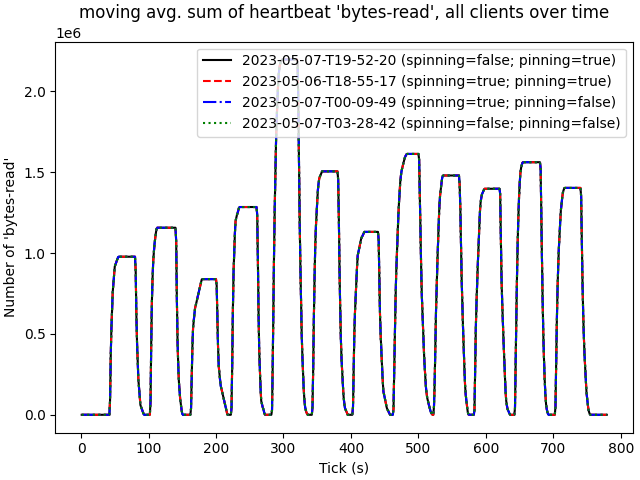 moving avg. sum of heartbeat 'bytes-read', all clients over time
1e6
2023-05-07-T19-52-20 (spinning=false; pinning=true)
2023-05-06-T18-55-17 (spinning=true; pinning=true)
2023-05-07-T00-09-49 (spinning=true; pinning=false)
2023-05-07-T03-28-42 (spinning=false; pinning=false)
Number of 'bytes-read'
2.0
1.5
1.0
0.5
0.0
0 100 200 300 400 500 600 700 800
Tick (s)